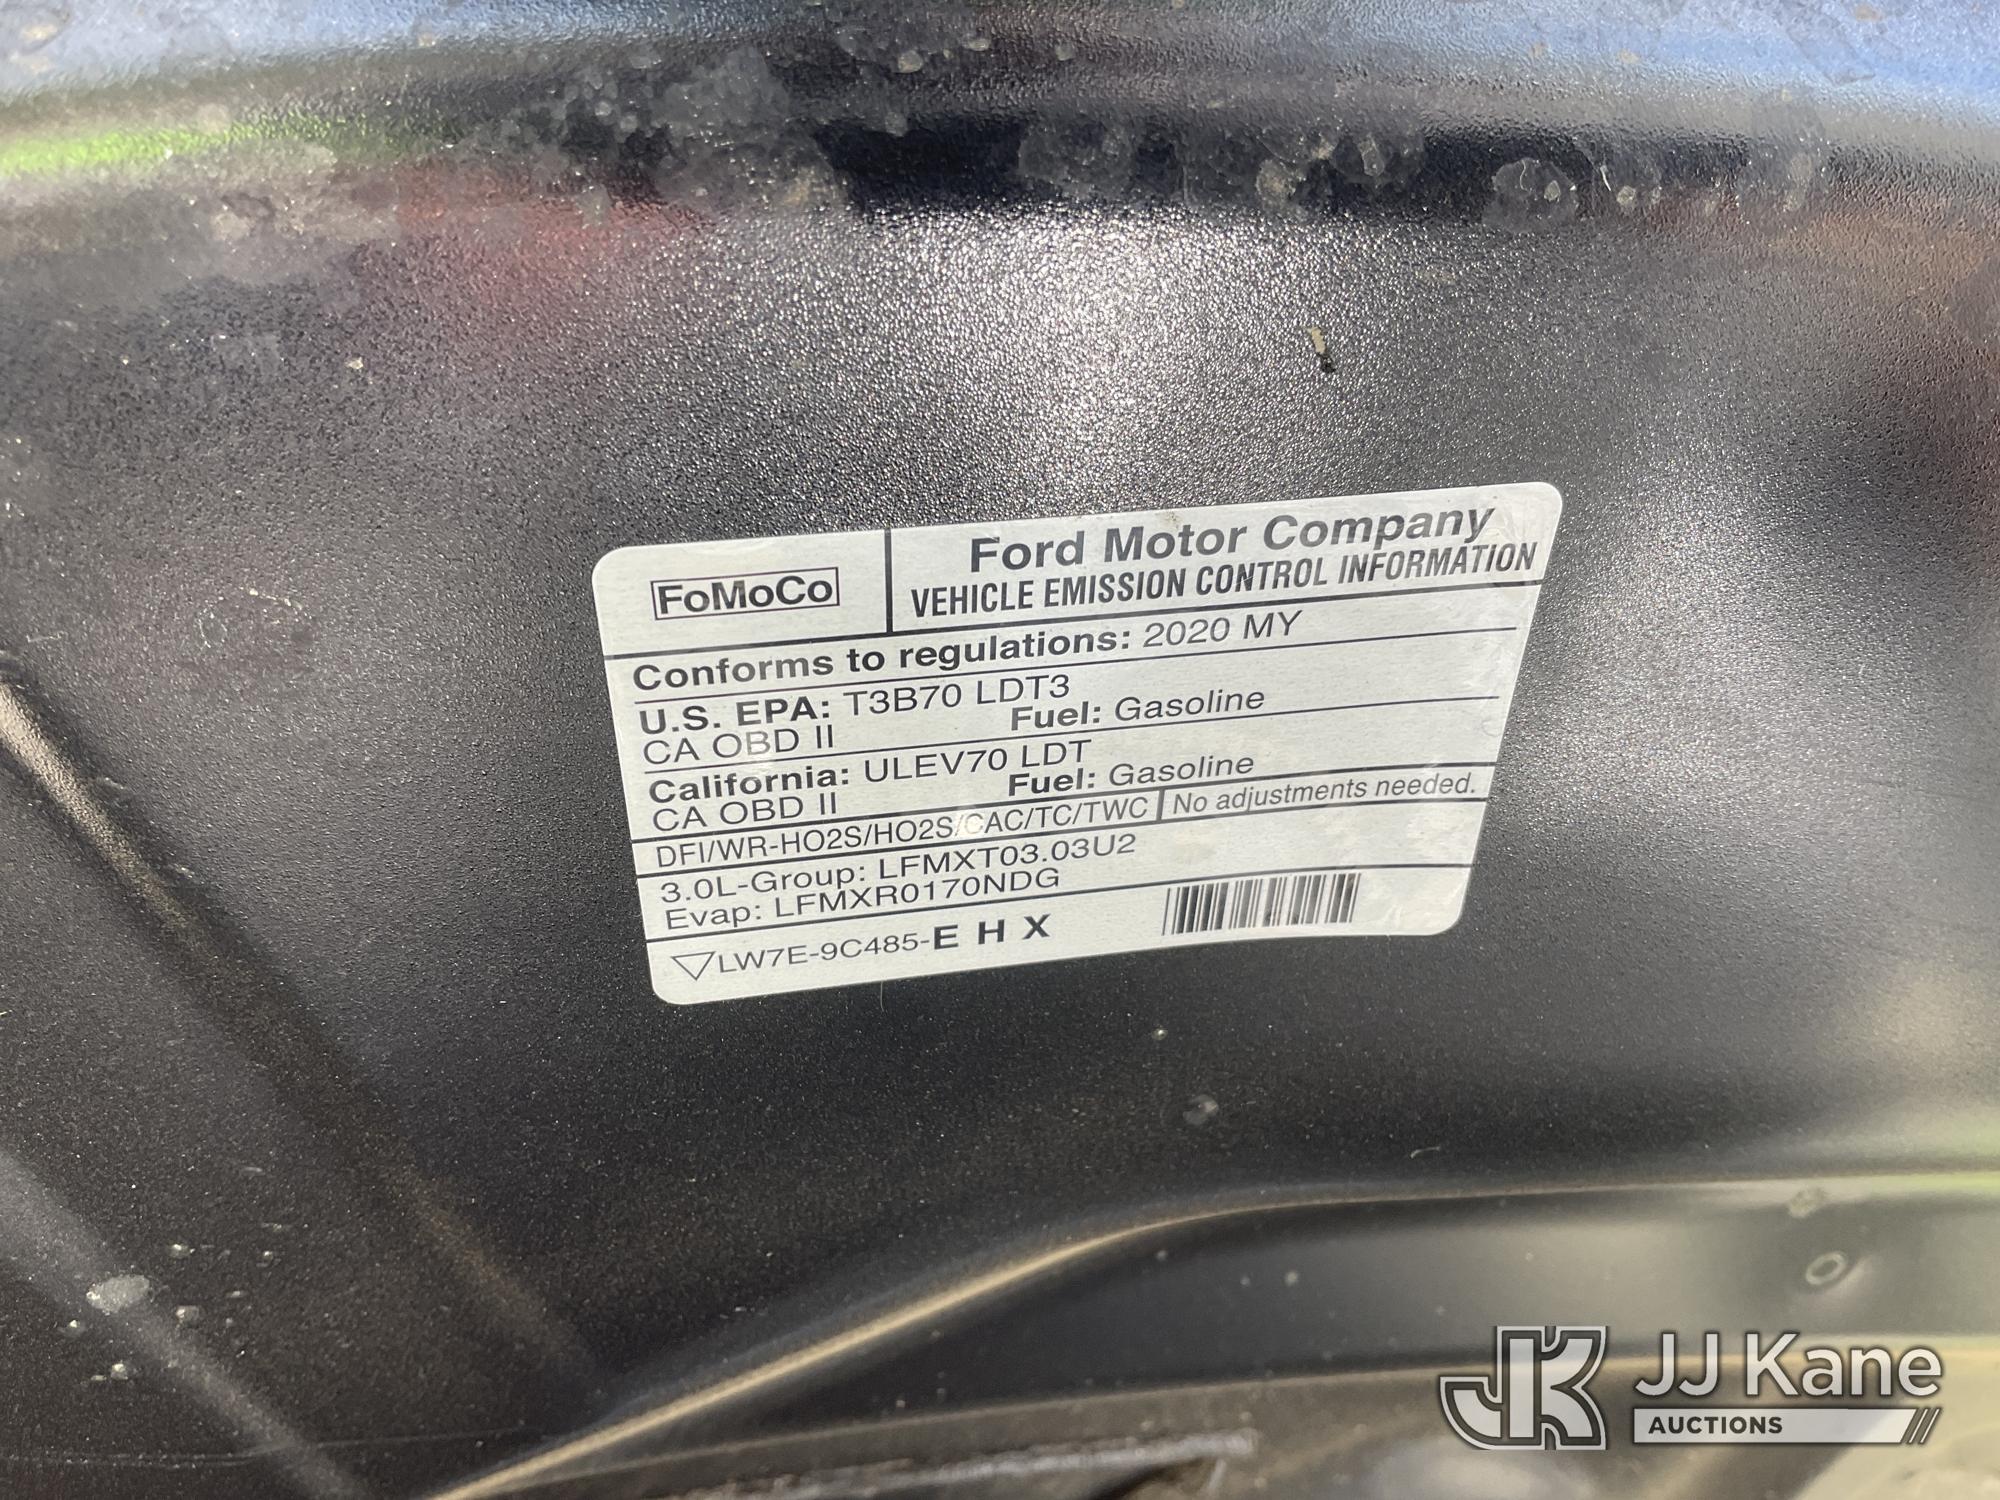 FoMoCo
Ford Motor Company
VEHICLE EMISSION CONTROL INFORMATION
Conforms to regulations: 2020 MY
U.S. EPA: T3B70 LDT3
CA OBD II Fuel: Gasoline
California: ULEV70 LDT
CA OBD II Fuel: Gasoline
DFI/WR-HO2S/HO2S/CAC/TC/TWC No adjustments needed.
3.0L-Group: LFMXT03.03U2
Evap: LFMXR0170NDG
LW7E-9C485-E H X
JK JJ Kane
AUCTIONS